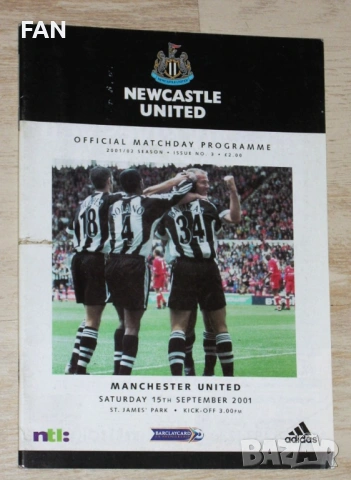 FAN
NEWCASTLE
UNITED
OFFICIAL MATCHDAY PROGRAMME
2001/02 SEASON • ISSUE NO. 3 • £2.00
18
4
34
MANCHESTER UNITED
SATURDAY 15TH SEPTEMBER 2001
ST. JAMES' PARK • KICK-OFF 3.00PM
ntl:
BARCLAYCARD
adidas
bazar